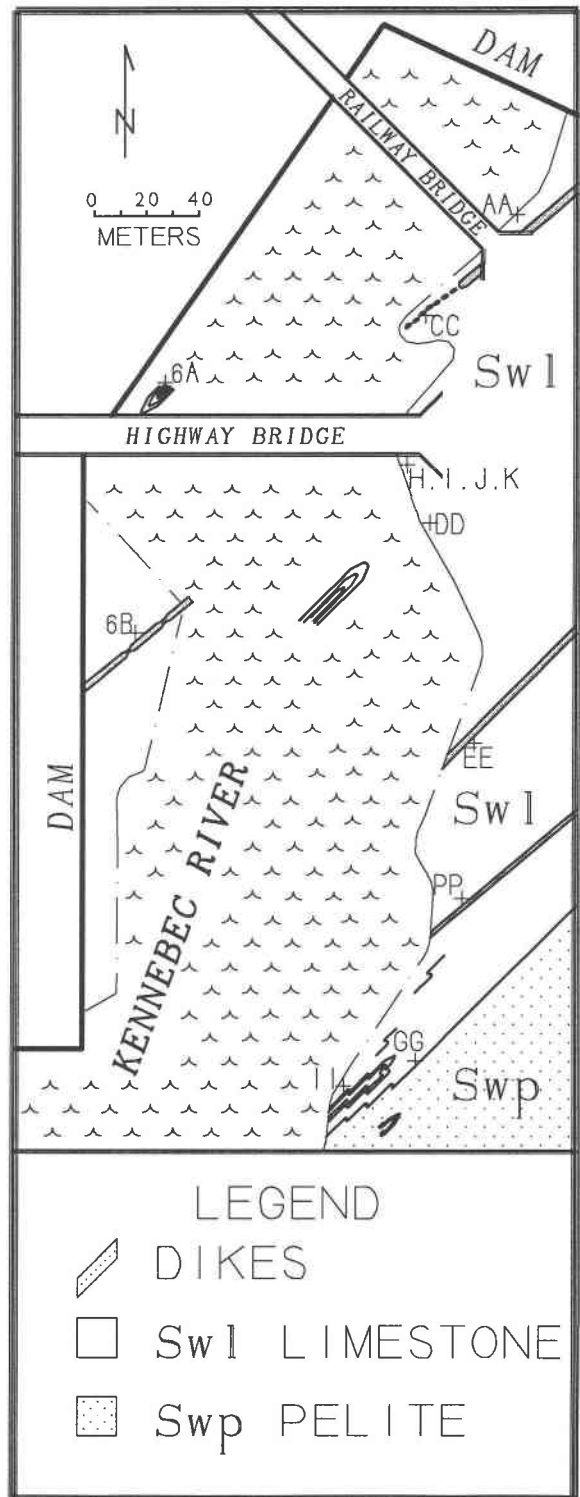 DAM
N
RAILWAY BRIDGE
0 20 40
METERS
AA
CC
Swl
6A
HIGHWAY BRIDGE
H.I.J.K
DD
6B
EE
DAM
KENNEBEC RIVER
Swl
PP
GG
II
Swp
LEGEND
DIKES
Swl LIMESTONE
Swp PELITE